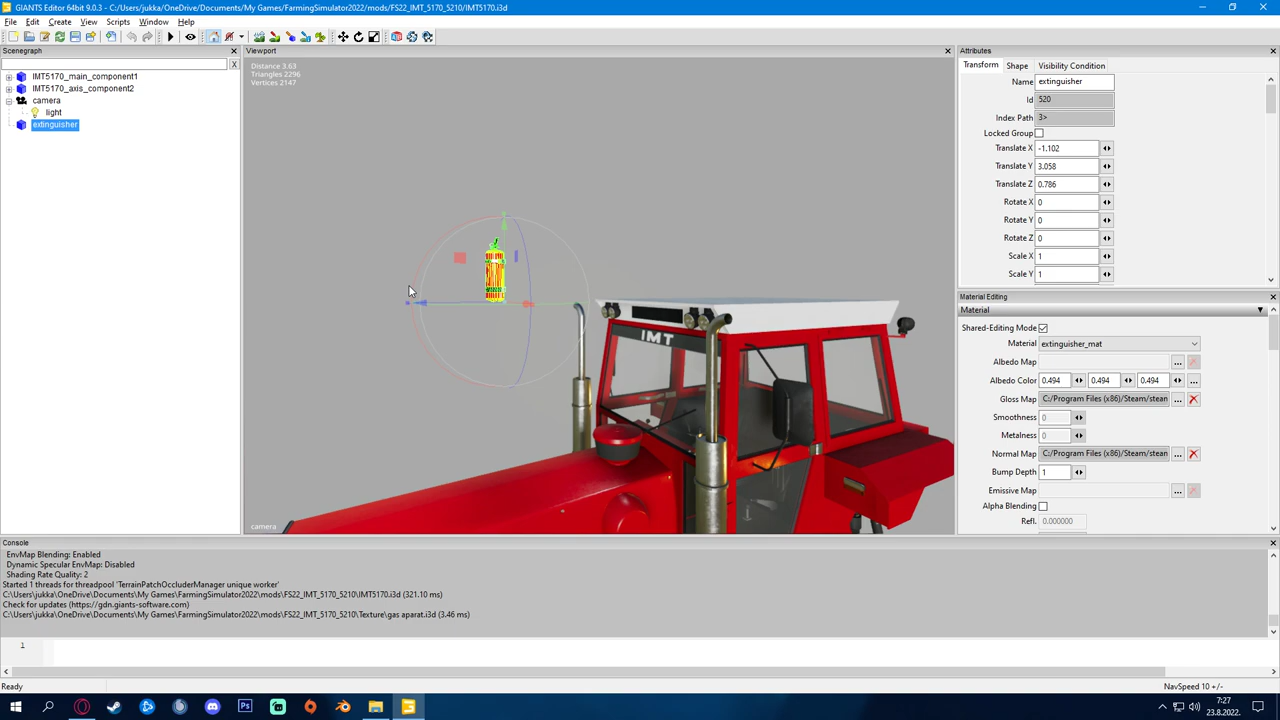 GIANTS Editor 64bit 9.0.3 - C:/Users/jukka/OneDrive/Documents/My Games/FarmingSimulator2022/mods/FS22_IMT_5170_5210/IMT5170.i3d
File Edit Create View Scripts Window Help
Scenegraph
X
IMT5170_main_component1
IMT5170_axis_component2
camera
light
extinguisher
Viewport
Distance 3.63
Triangles 2296
Vertices 2147
IMT
camera
Attributes
Transform Shape Visibility Condition
Name extinguisher
Id 520
Index Path 3>
Locked Group
Translate X -1.102
Translate Y 3.058
Translate Z 0.786
Rotate X 0
Rotate Y 0
Rotate Z 0
Scale X 1
Scale Y 1
Material Editing
Material
Shared-Editing Mode
Material extinguisher_mat
Albedo Map ...
Albedo Color 0.494 0.494 0.494 ...
Gloss Map C:/Program Files (x86)/Steam/stean ...
Smoothness 0
Metalness 0
Normal Map C:/Program Files (x86)/Steam/stean ...
Bump Depth 1
Emissive Map ...
Alpha Blending
Refl. 0.000000
Console
EnvMap Blending: Enabled
Dynamic Specular EnvMap: Disabled
Shading Rate Quality: 2
Started 1 threads for threadpool 'TerrainPatchOccluderManager unique worker'
C:\Users\jukka\OneDrive\Documents\My Games\FarmingSimulator2022\mods\FS22_IMT_5170_5210\IMT5170.i3d (321.10 ms)
Check for updates (https://gdn.giants-software.com)
C:\Users\jukka\OneDrive\Documents\My Games\FarmingSimulator2022\mods\FS22_IMT_5170_5210\Texture\gas aparat.i3d (3.46 ms)
1
Ready
NavSpeed 10 +/-
Ps
7:27
23.8.2022.